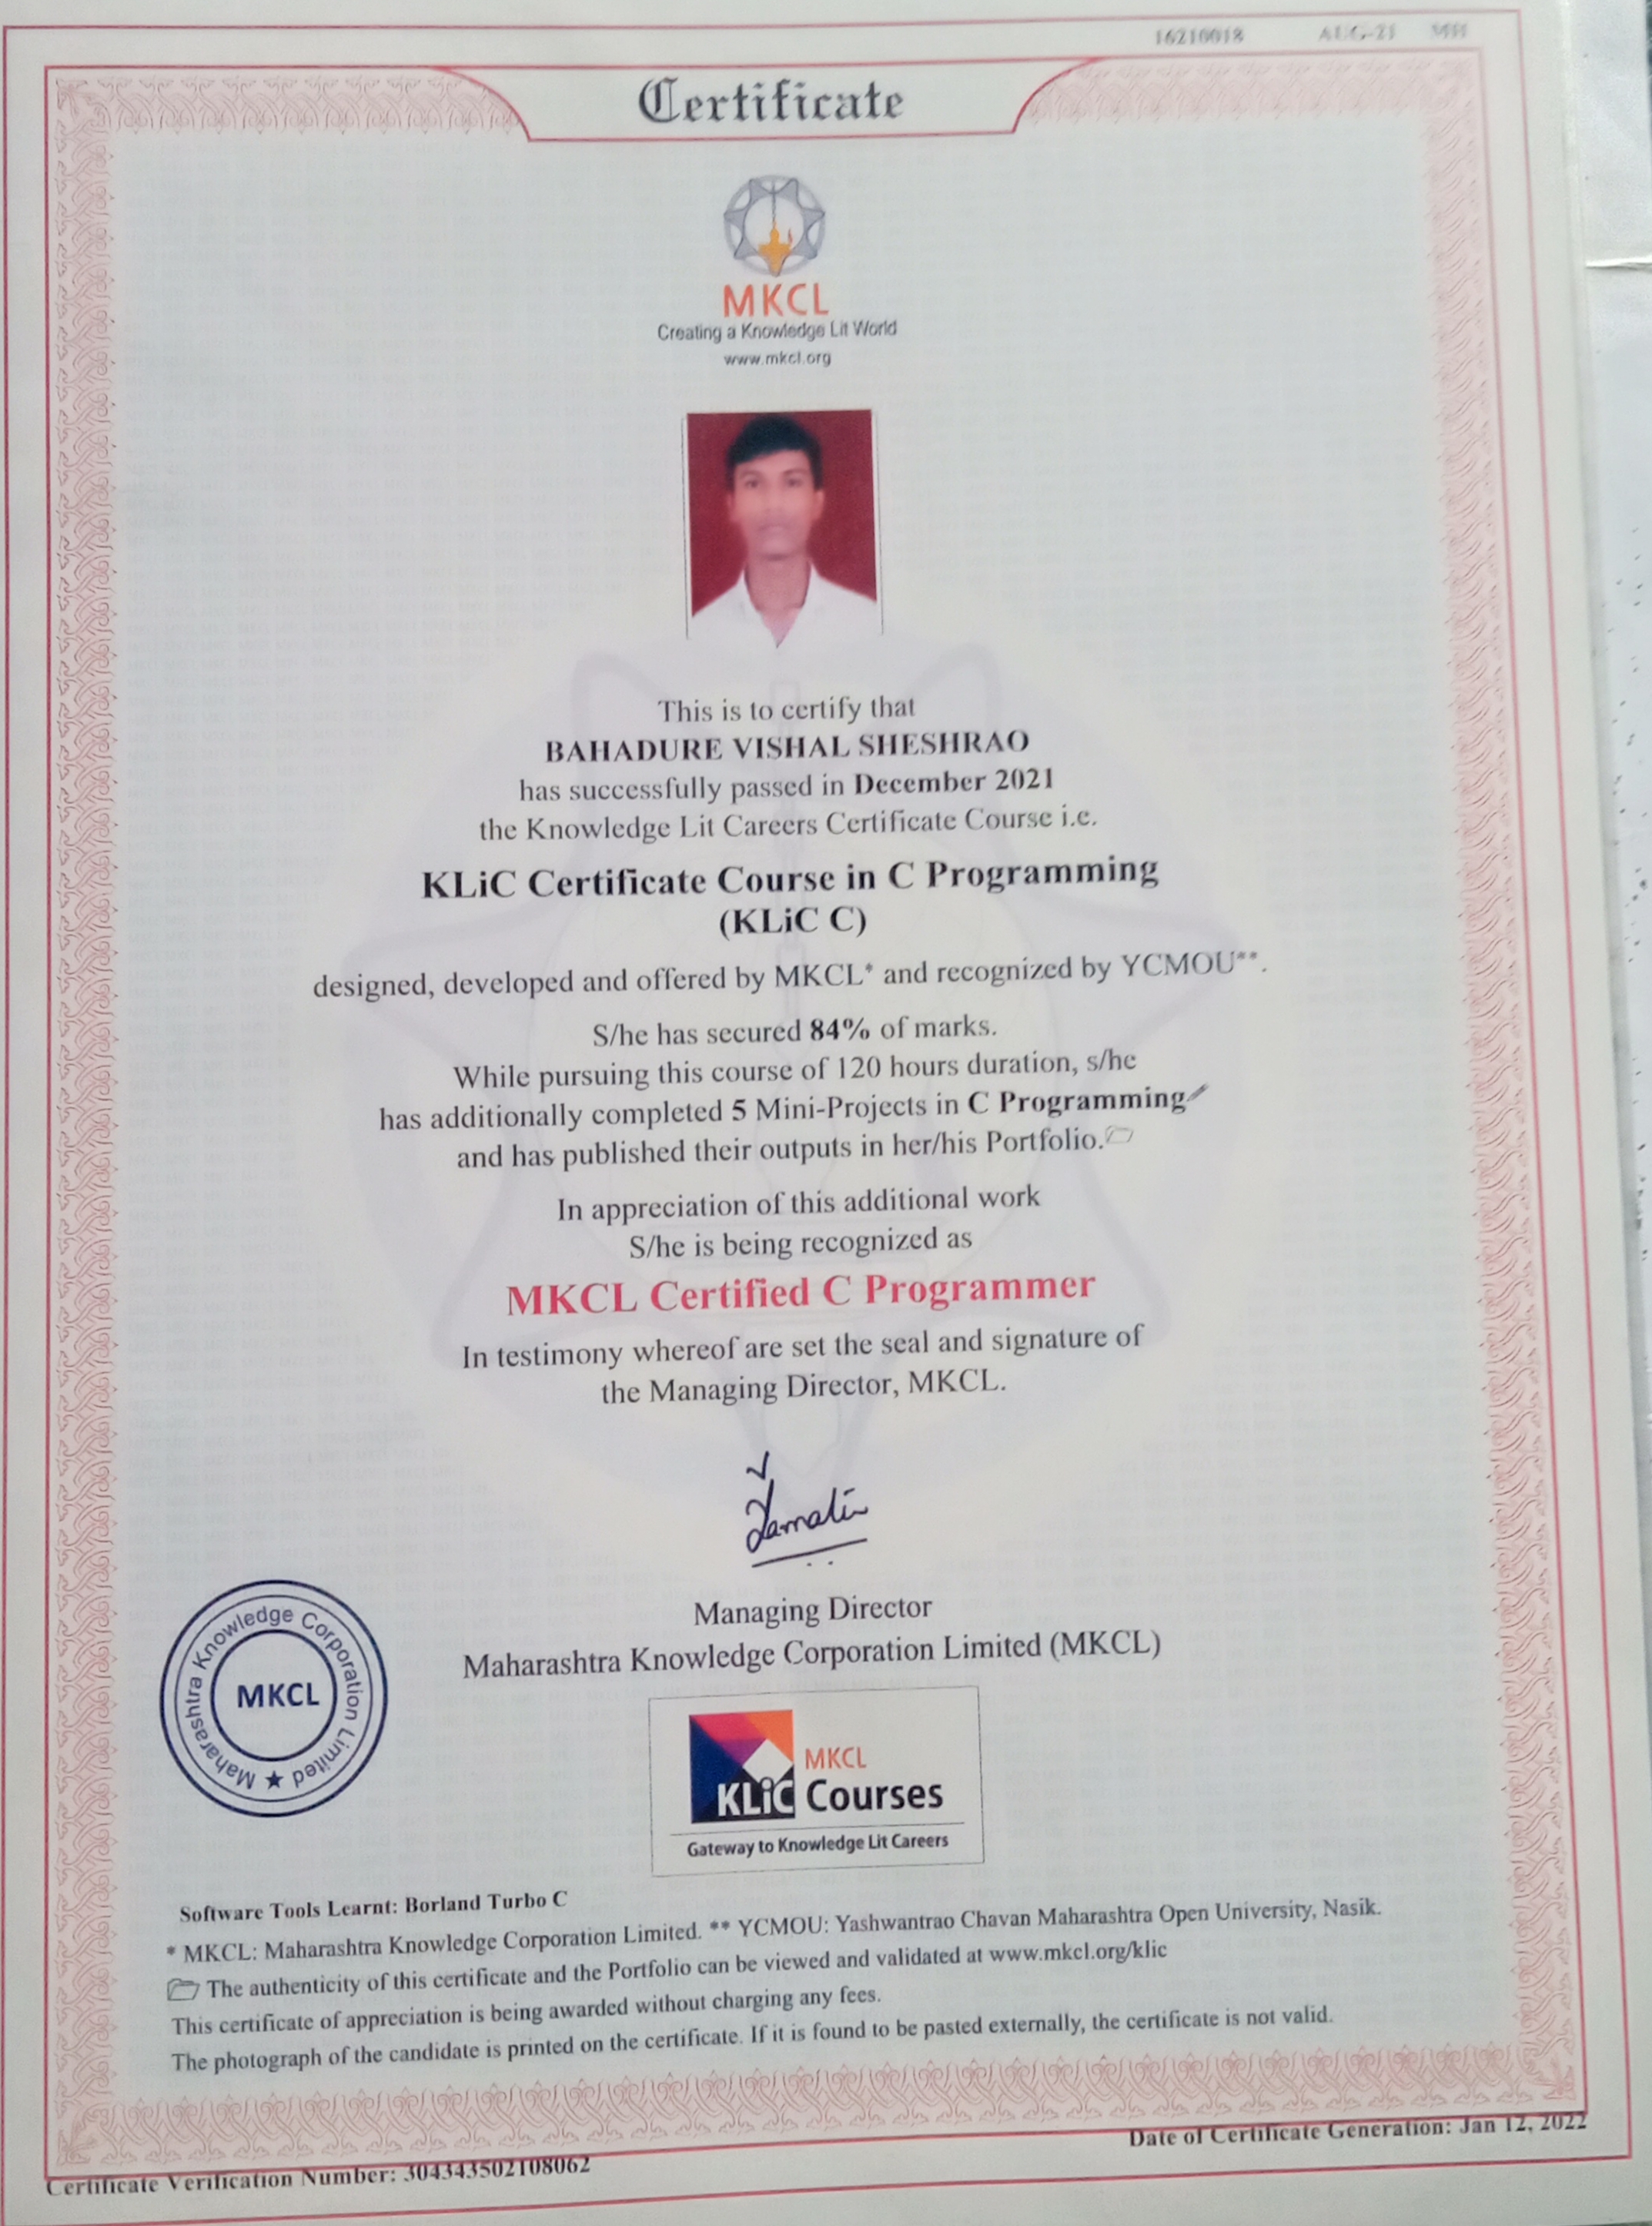 16210018 AUG-21 MH
Certificate
MKCL
Creating a Knowledge Lit World
www.mkcl.org
This is to certify that
BAHADURE VISHAL SHESHRAO
has successfully passed in December 2021
the Knowledge Lit Careers Certificate Course i.e.
KLiC Certificate Course in C Programming
(KLiC C)
designed, developed and offered by MKCL* and recognized by YCMOU**.
S/he has secured 84% of marks.
While pursuing this course of 120 hours duration, s/he
has additionally completed 5 Mini-Projects in C Programming
and has published their outputs in her/his Portfolio.
In appreciation of this additional work
S/he is being recognized as
MKCL Certified C Programmer
In testimony whereof are set the seal and signature of
the Managing Director, MKCL.
Managing Director
Maharashtra Knowledge Corporation Limited (MKCL)
Maharashtra Knowledge Corporation Limited ★
MKCL
MKCL
KLiC Courses
Gateway to Knowledge Lit Careers
Software Tools Learnt: Borland Turbo C
* MKCL: Maharashtra Knowledge Corporation Limited. ** YCMOU: Yashwantrao Chavan Maharashtra Open University, Nasik.
The authenticity of this certificate and the Portfolio can be viewed and validated at www.mkcl.org/klic
This certificate of appreciation is being awarded without charging any fees.
The photograph of the candidate is printed on the certificate. If it is found to be pasted externally, the certificate is not valid.
Date of Certificate Generation: Jan 12, 2022
Certificate Verification Number: 304343502108062